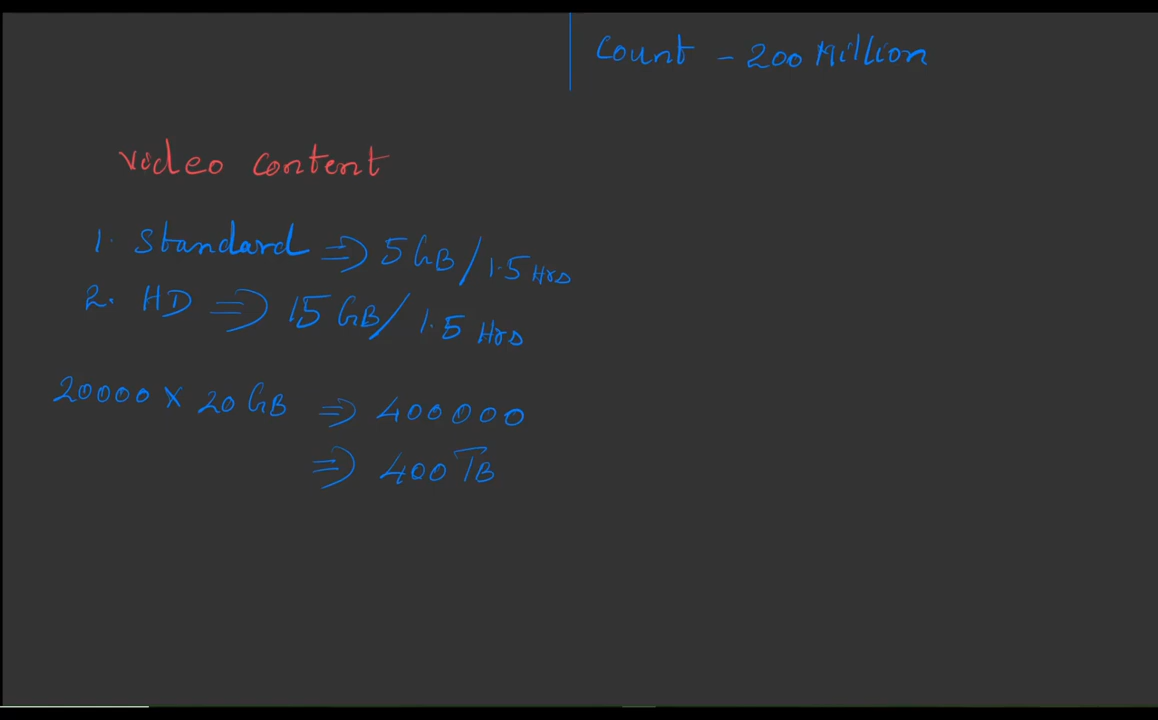 Count - 200 Million
Video content
1. Standard => 5 GB/1.5 Hrs
2. HD => 15 GB/1.5 Hrs
20000 X 20 GB => 400000
=> 400 TB